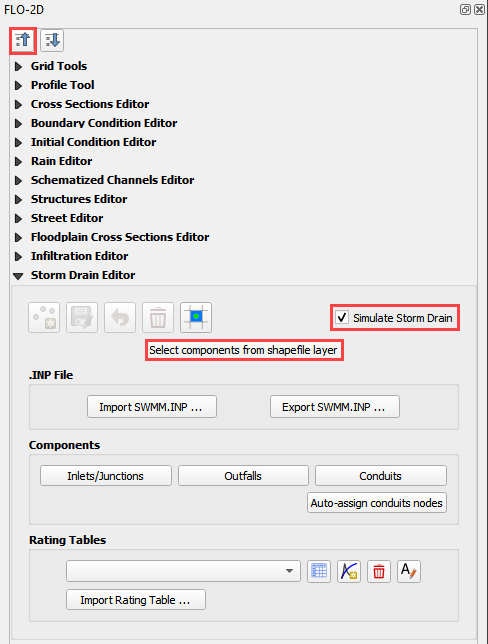 FLO-2D
Grid Tools
Profile Tool
Cross Sections Editor
Boundary Condition Editor
Initial Condition Editor
Rain Editor
Schematized Channels Editor
Structures Editor
Street Editor
Floodplain Cross Sections Editor
Infiltration Editor
Storm Drain Editor
Simulate Storm Drain
Select components from shapefile layer
.INP File
Import SWMM.INP ... Export SWMM.INP ...
Components
Inlets/Junctions Outfalls Conduits
Auto-assign conduits nodes
Rating Tables
Import Rating Table ...